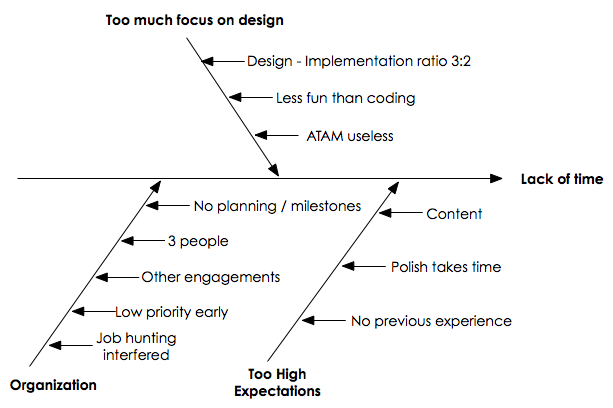 Too much focus on design
Design - Implementation ratio 3:2
Less fun than coding
ATAM useless
Lack of time
No planning / milestones
3 people
Other engagements
Low priority early
Job hunting
interfered
Organization
Content
Polish takes time
No previous experience
Too High
Expectations